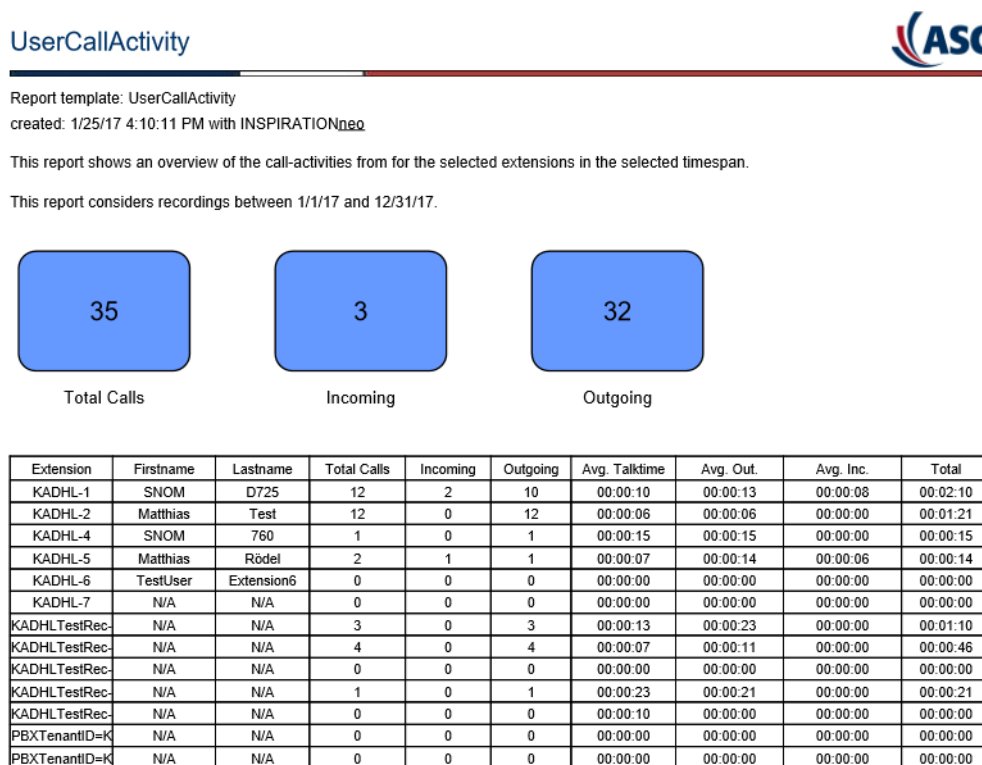 UserCallActivity
ASC
Report template: UserCallActivity
created: 1/25/17 4:10:11 PM with INSPIRATIONneo
This report shows an overview of the call-activities from for the selected extensions in the selected timespan.
This report considers recordings between 1/1/17 and 12/31/17.
35 3 32
Total Calls Incoming Outgoing
Extension Firstname Lastname Total Calls Incoming Outgoing Avg. Talktime Avg. Out. Avg. Inc. Total
KADHL-1 SNOM D725 12 2 10 00:00:10 00:00:13 00:00:08 00:02:10
KADHL-2 Matthias Test 12 0 12 00:00:06 00:00:06 00:00:00 00:01:21
KADHL-4 SNOM 760 1 0 1 00:00:15 00:00:15 00:00:00 00:00:15
KADHL-5 Matthias Rödel 2 1 1 00:00:07 00:00:14 00:00:06 00:00:14
KADHL-6 TestUser Extension6 0 0 0 00:00:00 00:00:00 00:00:00 00:00:00
KADHL-7 N/A N/A 0 0 0 00:00:00 00:00:00 00:00:00 00:00:00
KADHLTestRec- N/A N/A 3 0 3 00:00:13 00:00:23 00:00:00 00:01:10
KADHLTestRec- N/A N/A 4 0 4 00:00:07 00:00:11 00:00:00 00:00:46
KADHLTestRec- N/A N/A 0 0 0 00:00:00 00:00:00 00:00:00 00:00:00
KADHLTestRec- N/A N/A 1 0 1 00:00:23 00:00:21 00:00:00 00:00:21
KADHLTestRec- N/A N/A 0 0 0 00:00:10 00:00:00 00:00:00 00:00:00
PBXTenantID=K N/A N/A 0 0 0 00:00:00 00:00:00 00:00:00 00:00:00
PBXTenantID=K N/A N/A 0 0 0 00:00:00 00:00:00 00:00:00 00:00:00